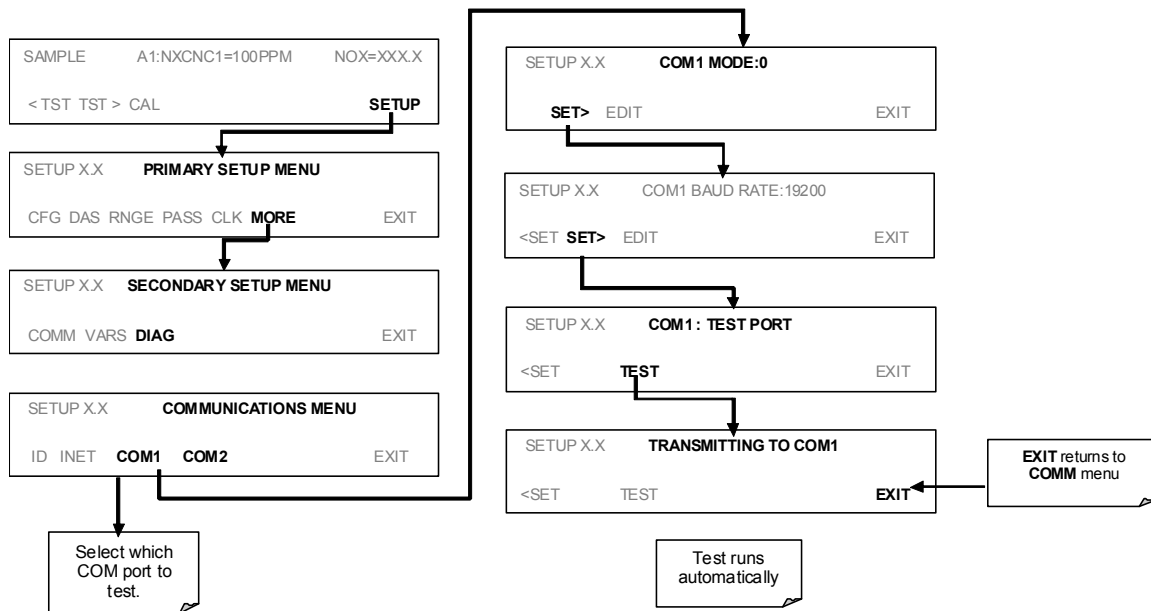 SAMPLE A1:NXCNC1=100PPM NOX=XXX.X
< TST TST > CAL SETUP
SETUP X.X PRIMARY SETUP MENU
CFG DAS RNGE PASS CLK MORE EXIT
SETUP X.X SECONDARY SETUP MENU
COMM VARS DIAG EXIT
SETUP X.X COMMUNICATIONS MENU
ID INET COM1 COM2 EXIT
Select which
COM port to
test.
SETUP X.X COM1 MODE:0
SET> EDIT EXIT
SETUP X.X COM1 BAUD RATE:19200
<SET SET> EDIT EXIT
SETUP X.X COM1 : TEST PORT
<SET TEST EXIT
SETUP X.X TRANSMITTING TO COM1
<SET TEST EXIT
EXIT returns to
COMM menu
Test runs
automatically